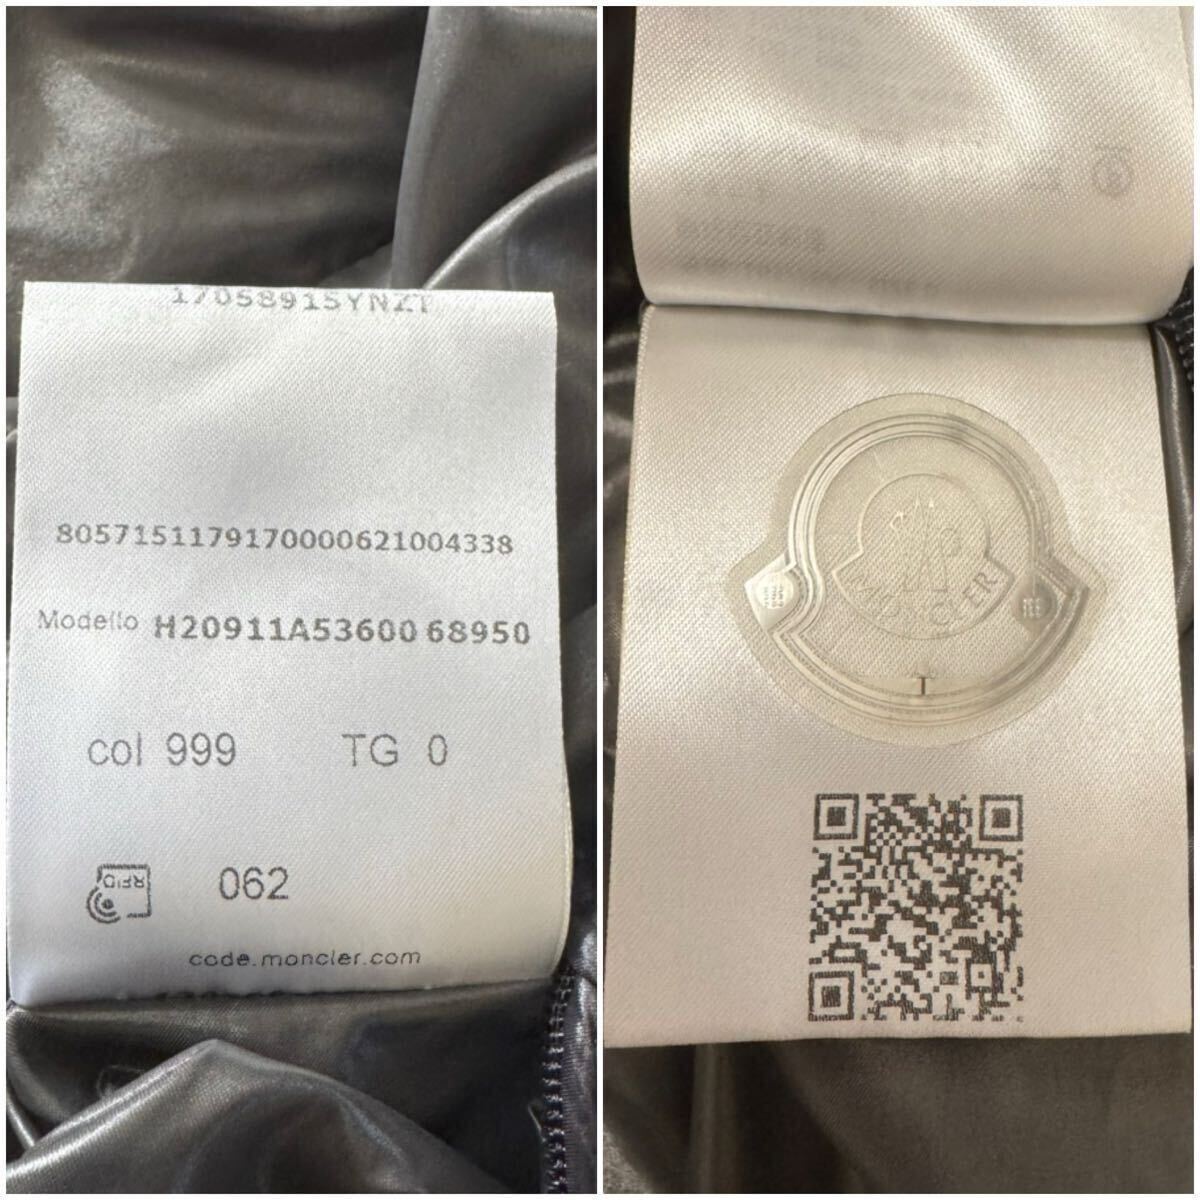 17058915YNZT
8057151179170000621004338
Modello H20911A53600 68950
col 999 TG 0
RFID
062
code.moncler.com
MONCLER